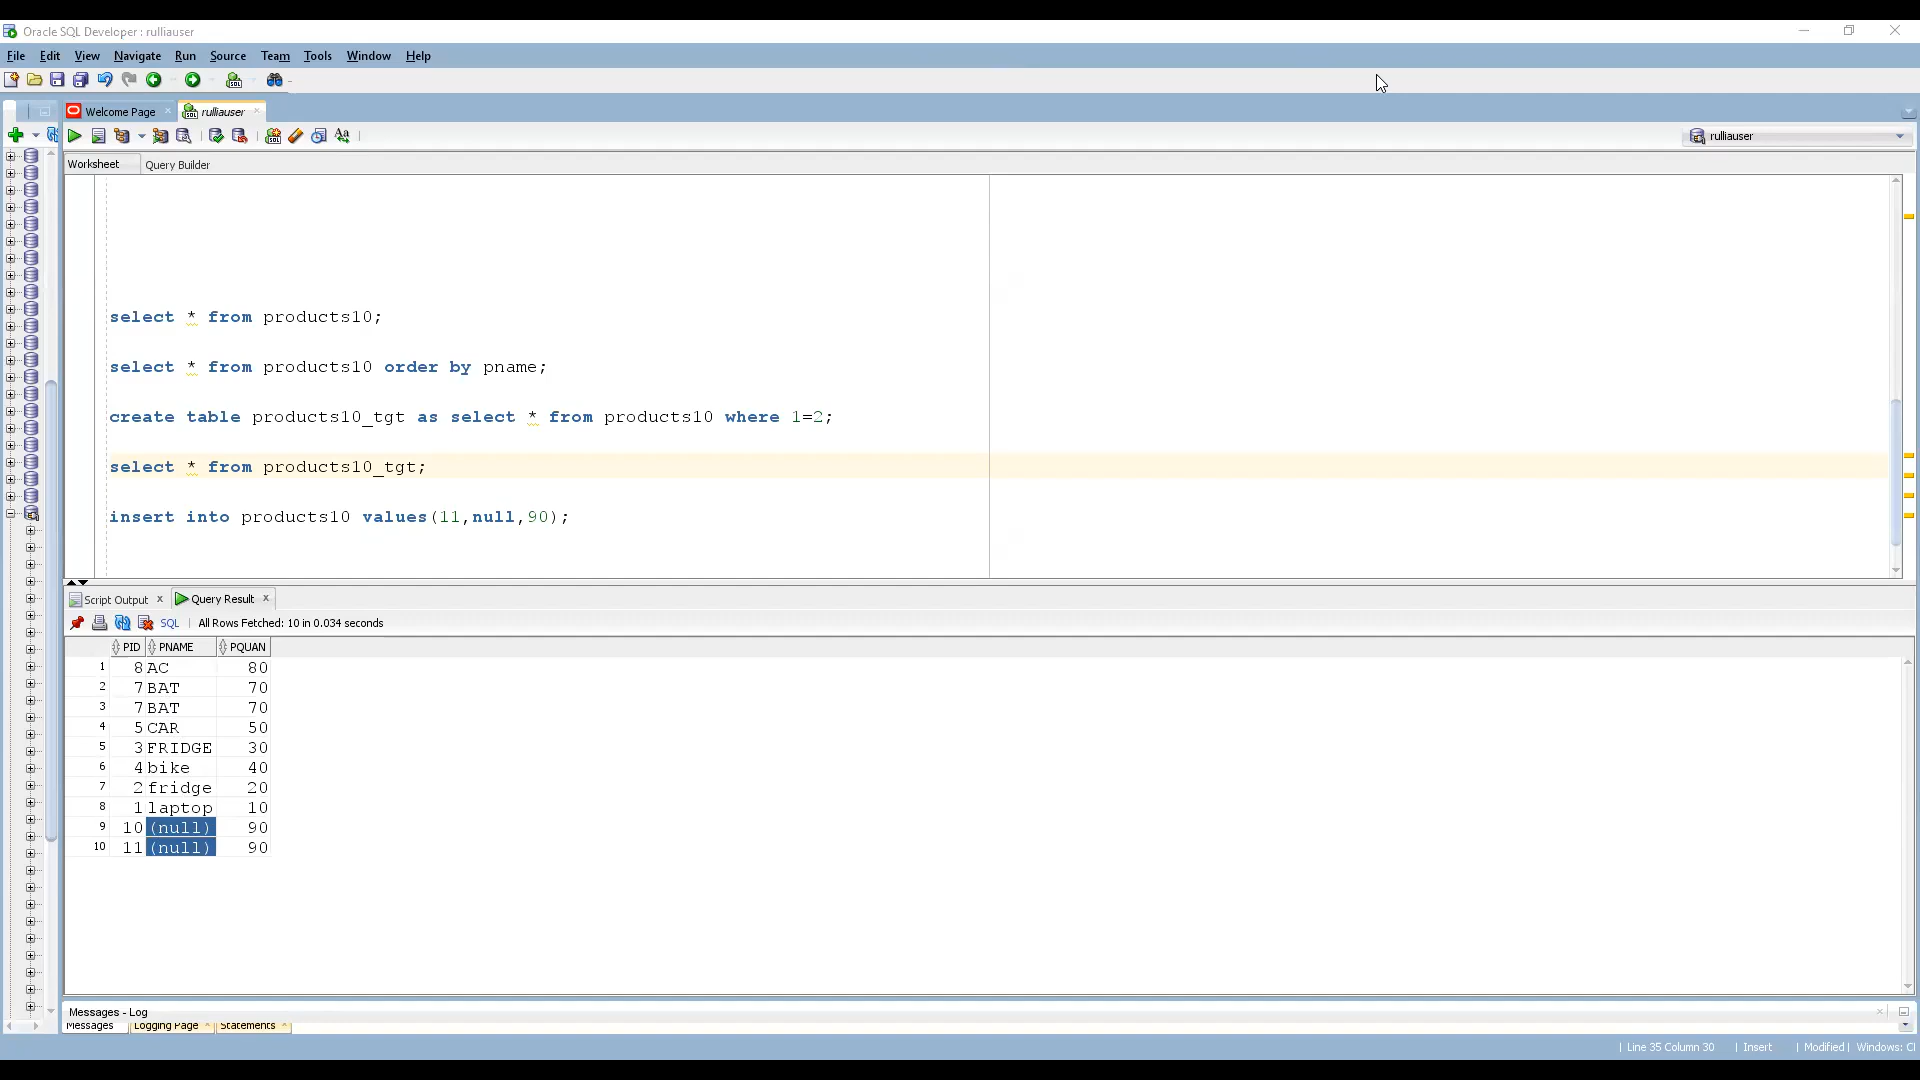 Oracle SQL Developer : rulliauser
File Edit View Navigate Run Source Team Tools Window Help
Welcome Page rulliauser
rulliauser
Worksheet Query Builder
select * from products10;
select * from products10 order by pname;
create table products10_tgt as select * from products10 where 1=2;
select * from products10_tgt;
insert into products10 values(11,null,90);
Script Output Query Result
SQL All Rows Fetched: 10 in 0.034 seconds
PID PNAME PQUAN
1 8 AC 80
2 7 BAT 70
3 7 BAT 70
4 5 CAR 50
5 3 FRIDGE 30
6 4 bike 40
7 2 fridge 20
8 1 laptop 10
9 10 (null) 90
10 11 (null) 90
Messages - Log
Messages Logging Page Statements
Line 35 Column 30 Insert Modified Windows: Cl